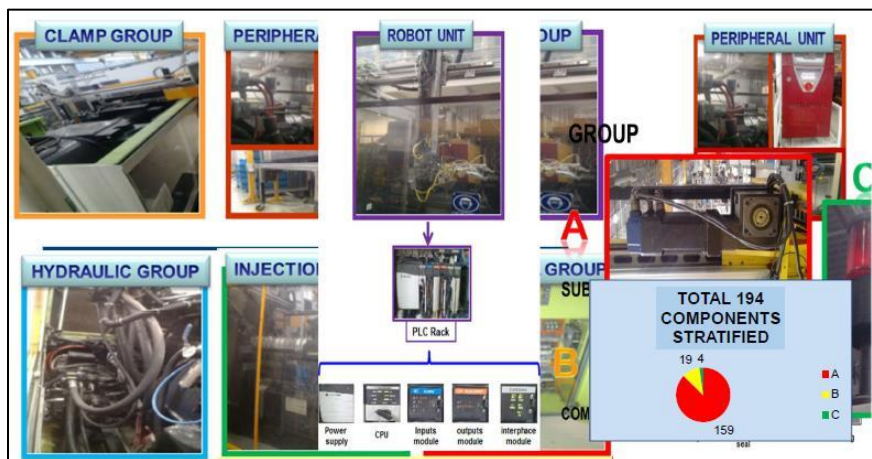 CLAMP GROUP
PERIPHERA
ROBOT UNIT
OUP
PERIPHERAL UNIT
GROUP
A
C
HYDRAULIC GROUP
INJECTION
GROUP
SUB
PLC Rack
B
COM
Power supply
CPU
Inputs module
outputs module
interphace module
TOTAL 194
COMPONENTS
STRATIFIED
19
4
159
A
B
C
seal